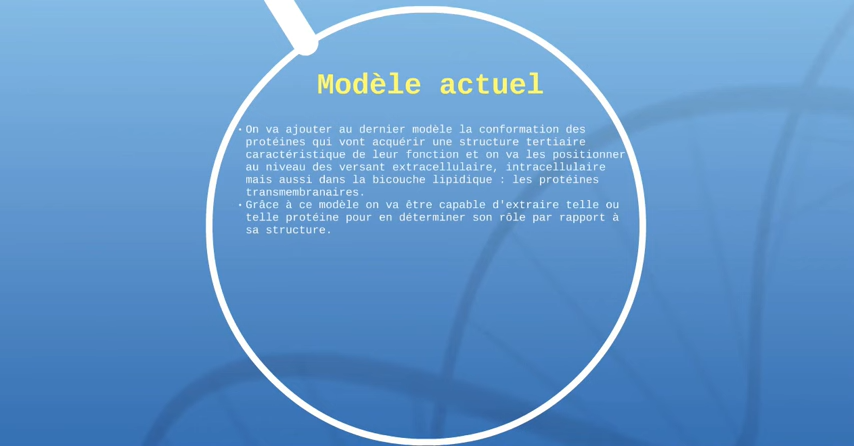 Modèle actuel
• On va ajouter au dernier modèle la conformation des
protéines qui vont acquérir une structure tertiaire
caractéristique de leur fonction et on va les positionner
au niveau des versant extracellulaire, intracellulaire
mais aussi dans la bicouche lipidique : les protéines
transmembranaires.
• Grâce à ce modèle on va être capable d'extraire telle ou
telle protéine pour en déterminer son rôle par rapport à
sa structure.